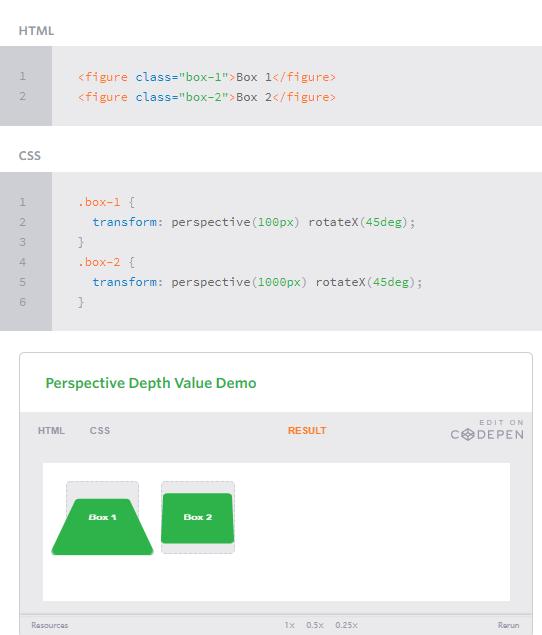 HTML
1 <figure class="box-1">Box 1</figure>
2 <figure class="box-2">Box 2</figure>
CSS
1 .box-1 {
2 transform: perspective(100px) rotateX(45deg);
3 }
4 .box-2 {
5 transform: perspective(1000px) rotateX(45deg);
6 }
Perspective Depth Value Demo
HTML CSS RESULT EDIT ON
CODEPEN
Box 1 Box 2
Resources 1× 0.5× 0.25× Rerun